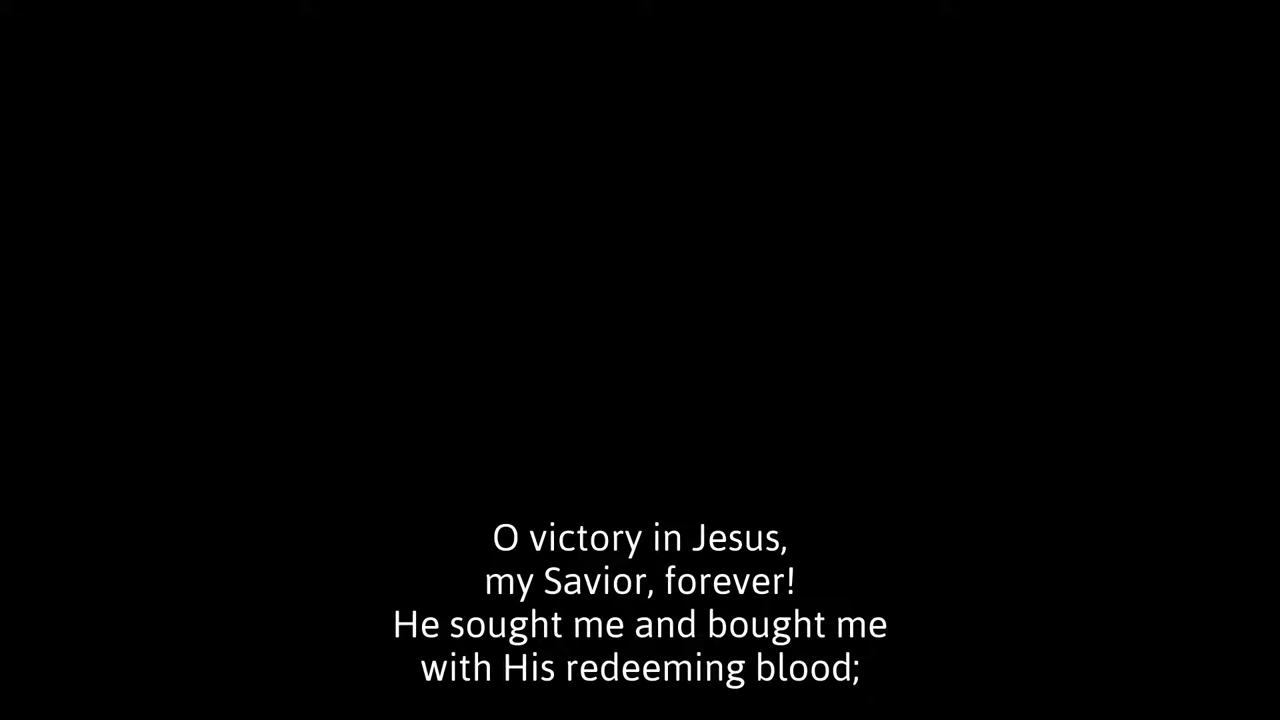 O victory in Jesus,
my Savior, forever!
He sought me and bought me
with His redeeming blood;